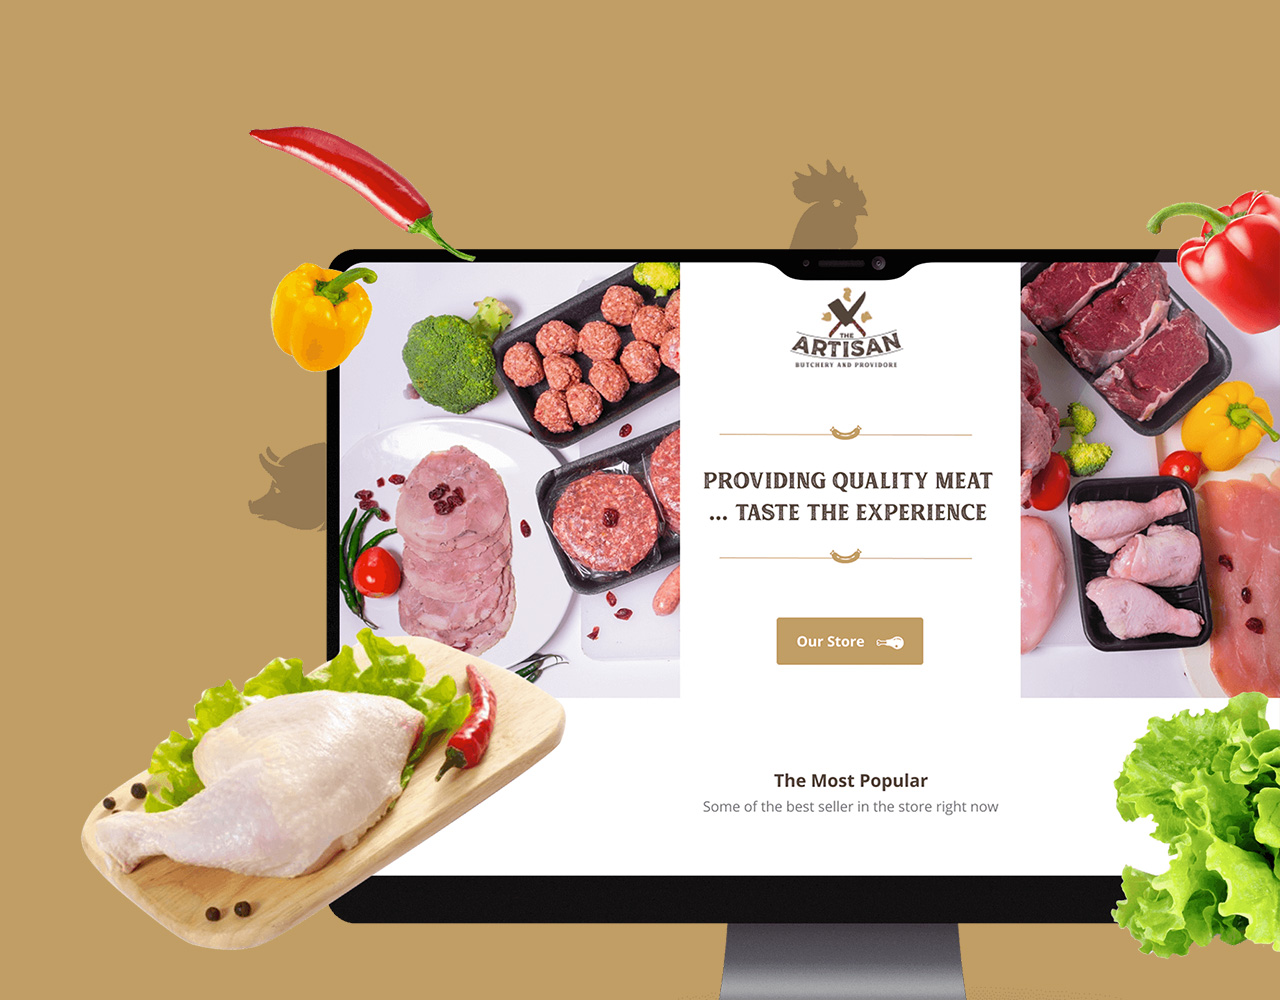 THE
ARTISAN
BUTCHERY AND PROVIDORE
PROVIDING QUALITY MEAT
... TASTE THE EXPERIENCE
Our Store
The Most Popular
Some of the best seller in the store right now